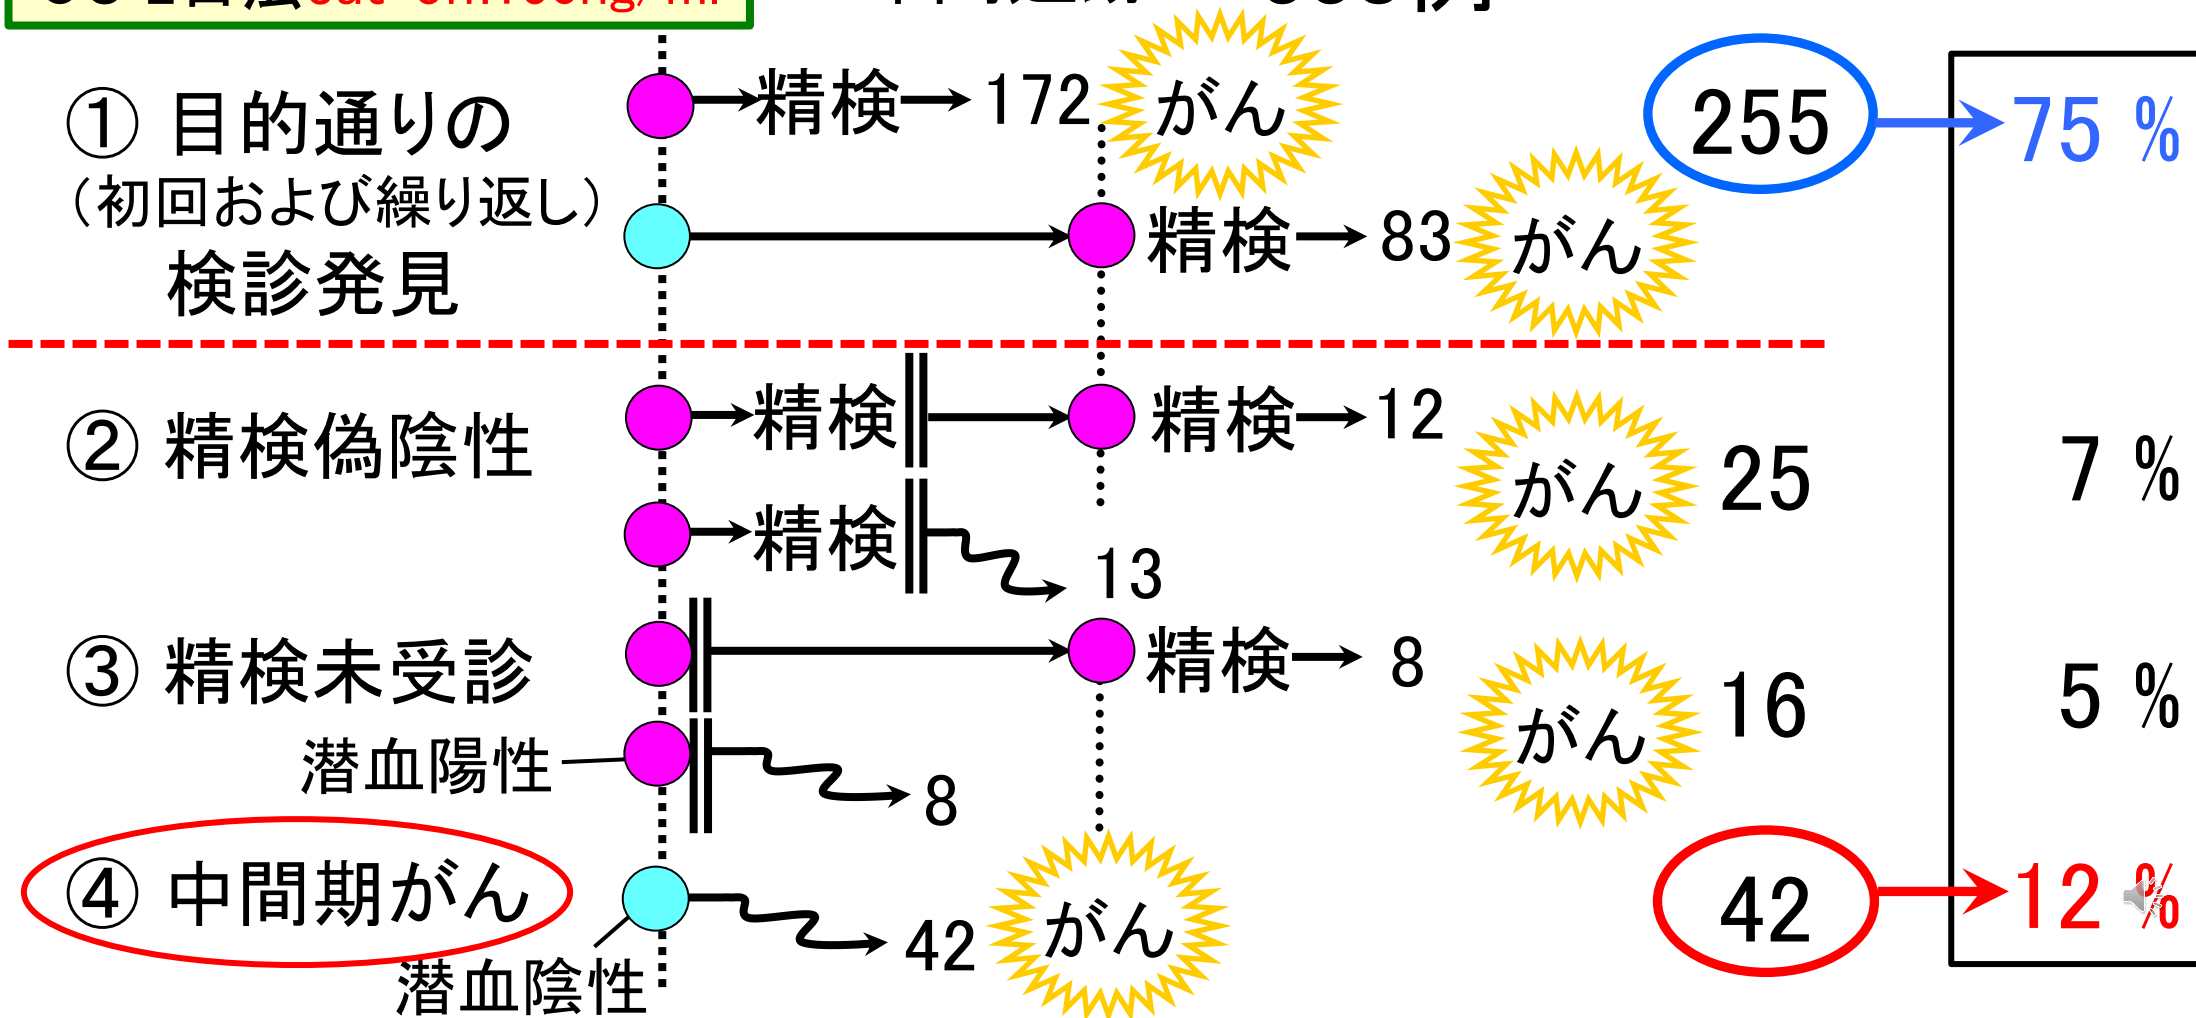 ① 目的通りの
(初回および繰り返し)
検診発見
精検 172 がん 255 75 %
精検 83 がん
② 精検偽陰性
精検 精検 12 がん 25 7 %
精検 13
③ 精検未受診
精検 8 がん 16 5 %
潜血陽性
8
④ 中間期がん
42 がん 42 12 %
潜血陰性